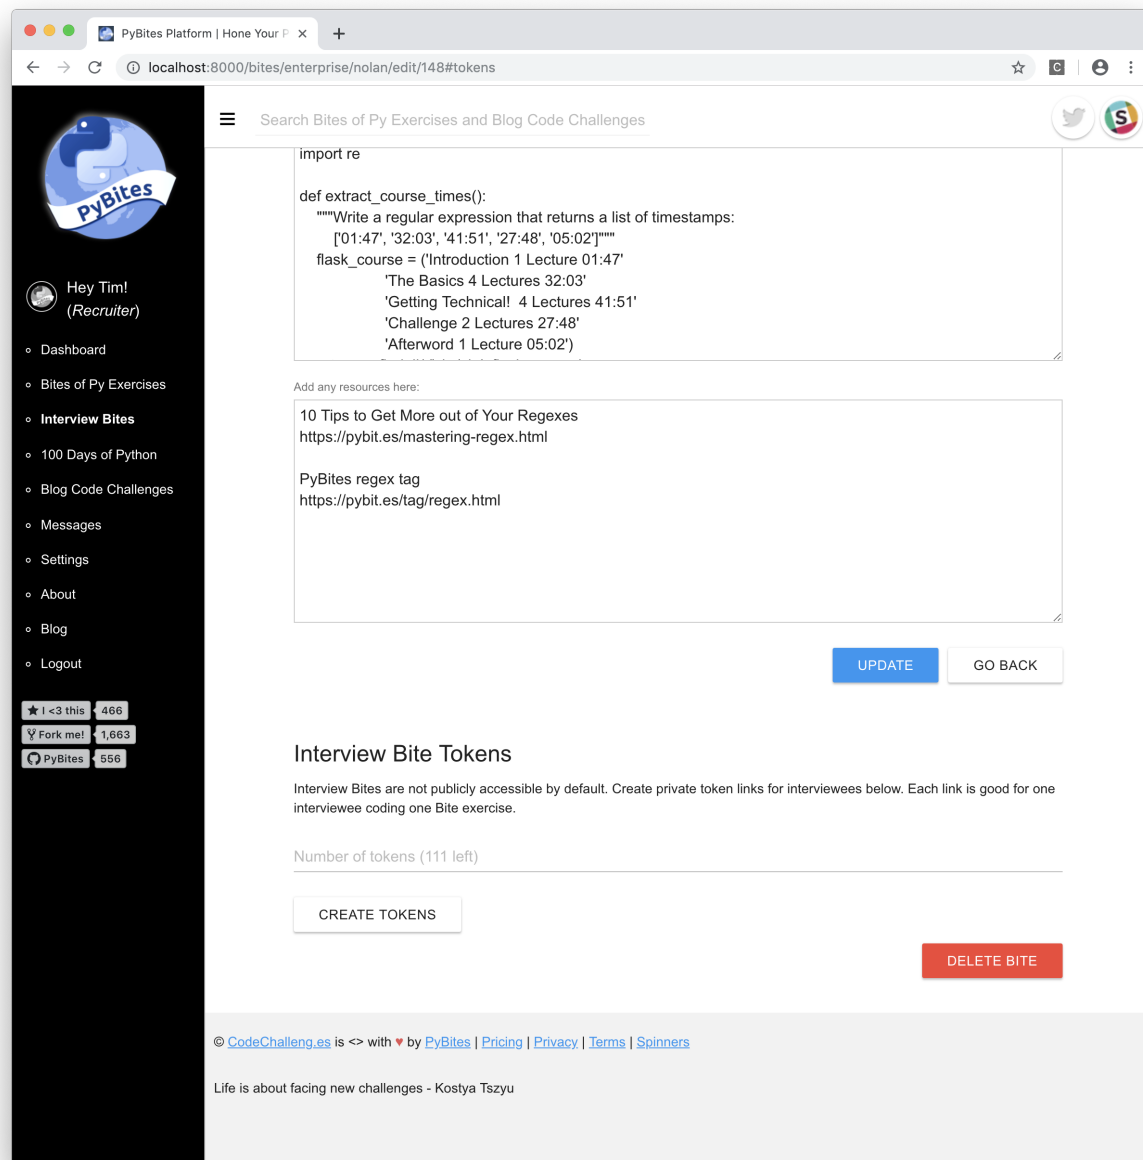 PyBites Platform | Hone Your P
localhost:8000/bites/enterprise/nolan/edit/148#tokens
C
PyBites
Search Bites of Py Exercises and Blog Code Challenges
S
Hey Tim!
(Recruiter)
Dashboard
Bites of Py Exercises
Interview Bites
100 Days of Python
Blog Code Challenges
Messages
Settings
About
Blog
Logout
I <3 this 466
Fork me! 1,663
PyBites 556
import re
def extract_course_times():
"""Write a regular expression that returns a list of timestamps:
['01:47', '32:03', '41:51', '27:48', '05:02']"""
flask_course = ('Introduction 1 Lecture 01:47'
'The Basics 4 Lectures 32:03'
'Getting Technical!  4 Lectures 41:51'
'Challenge 2 Lectures 27:48'
'Afterword 1 Lecture 05:02')
Add any resources here:
10 Tips to Get More out of Your Regexes
https://pybit.es/mastering-regex.html
PyBites regex tag
https://pybit.es/tag/regex.html
UPDATE GO BACK
Interview Bite Tokens
Interview Bites are not publicly accessible by default. Create private token links for interviewees below. Each link is good for one
interviewee coding one Bite exercise.
Number of tokens (111 left)
CREATE TOKENS
DELETE BITE
© CodeChalleng.es is <> with ♥ by PyBites | Pricing | Privacy | Terms | Spinners
Life is about facing new challenges - Kostya Tszyu